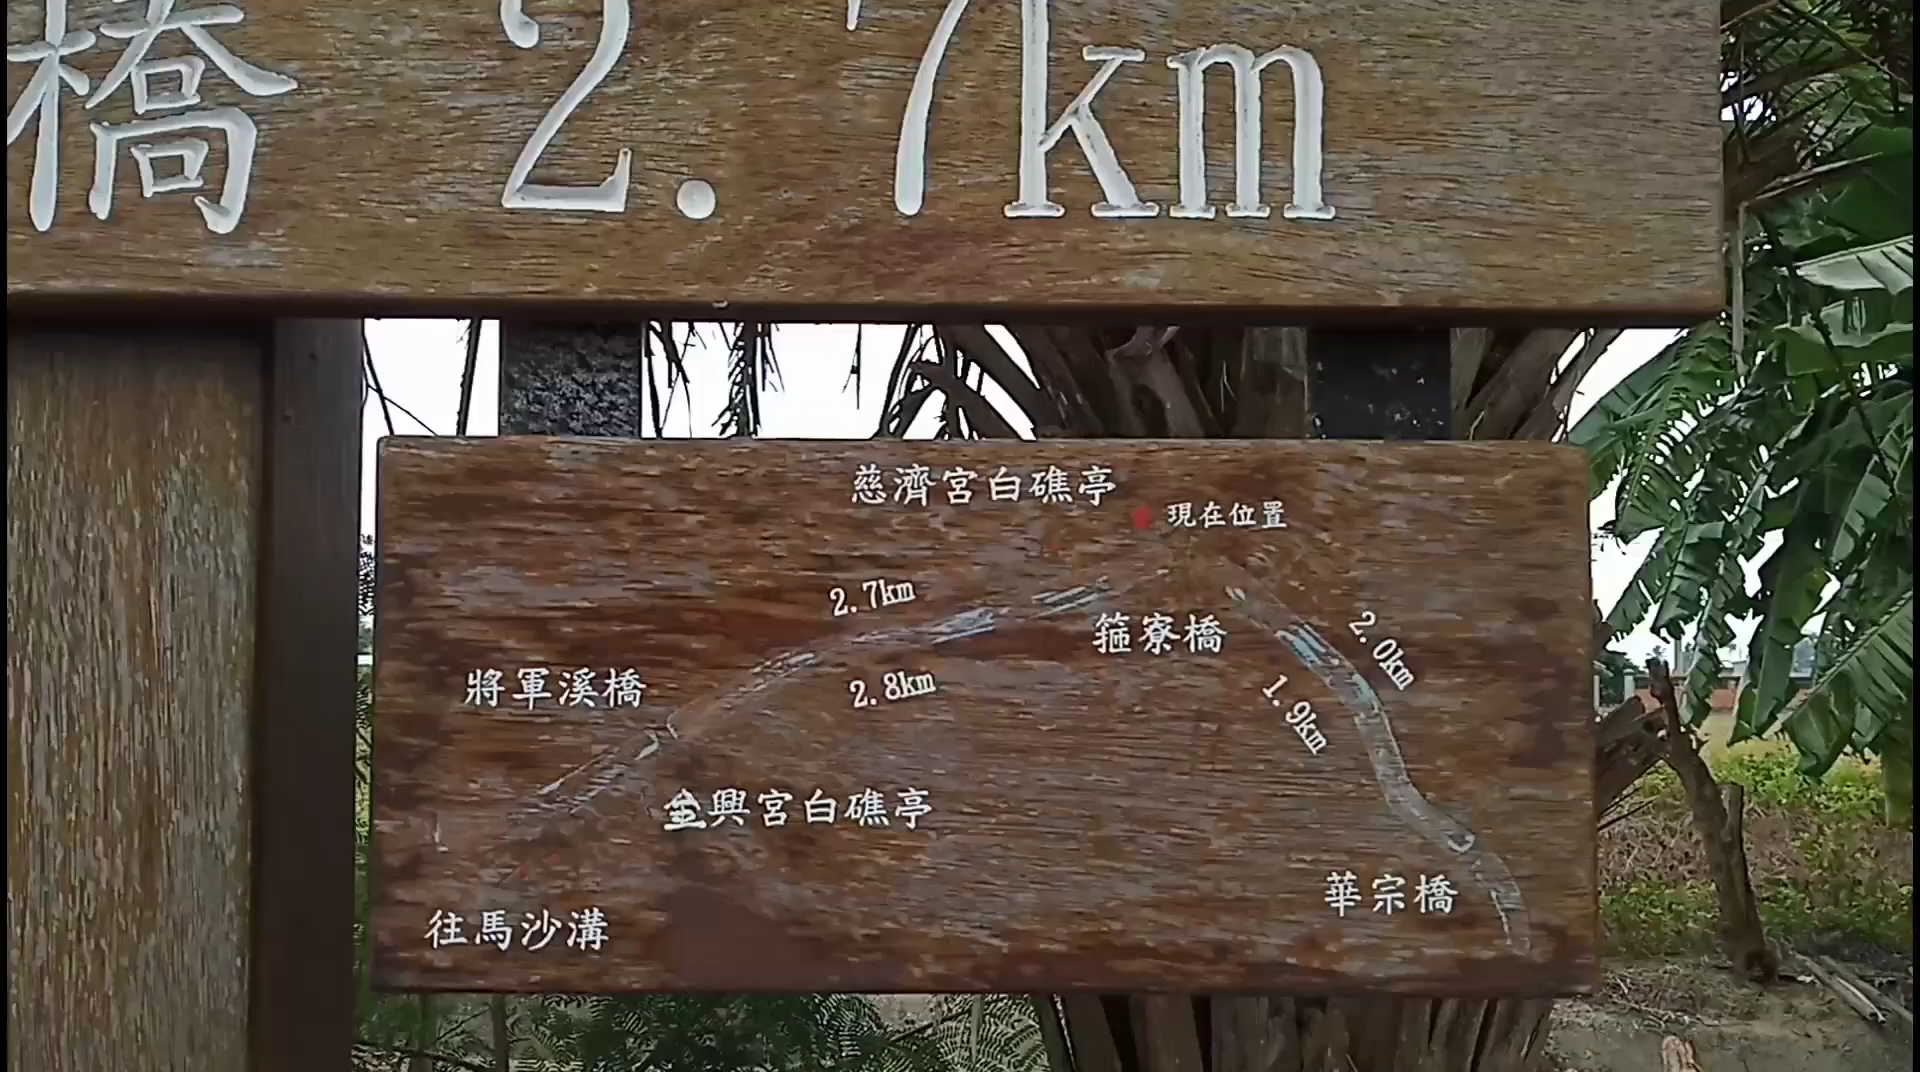 橋 2.7km
慈濟宮白礁亭
現在位置
2.7km
2.0km
箍寮橋
將軍溪橋
2.8km
1.9km
金興宮白礁亭
華宗橋
往馬沙溝